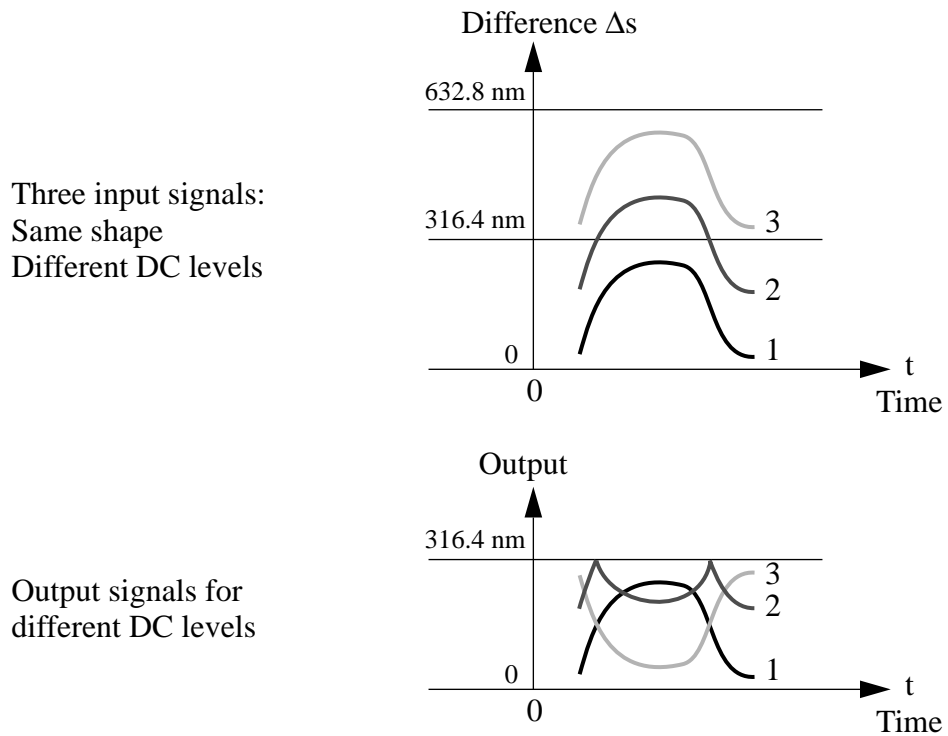 Difference Δs
632.8 nm
Three input signals:
Same shape
Different DC levels
316.4 nm
3
2
1
0
0
t
Time
Output
316.4 nm
Output signals for
different DC levels
3
2
1
0
0
t
Time